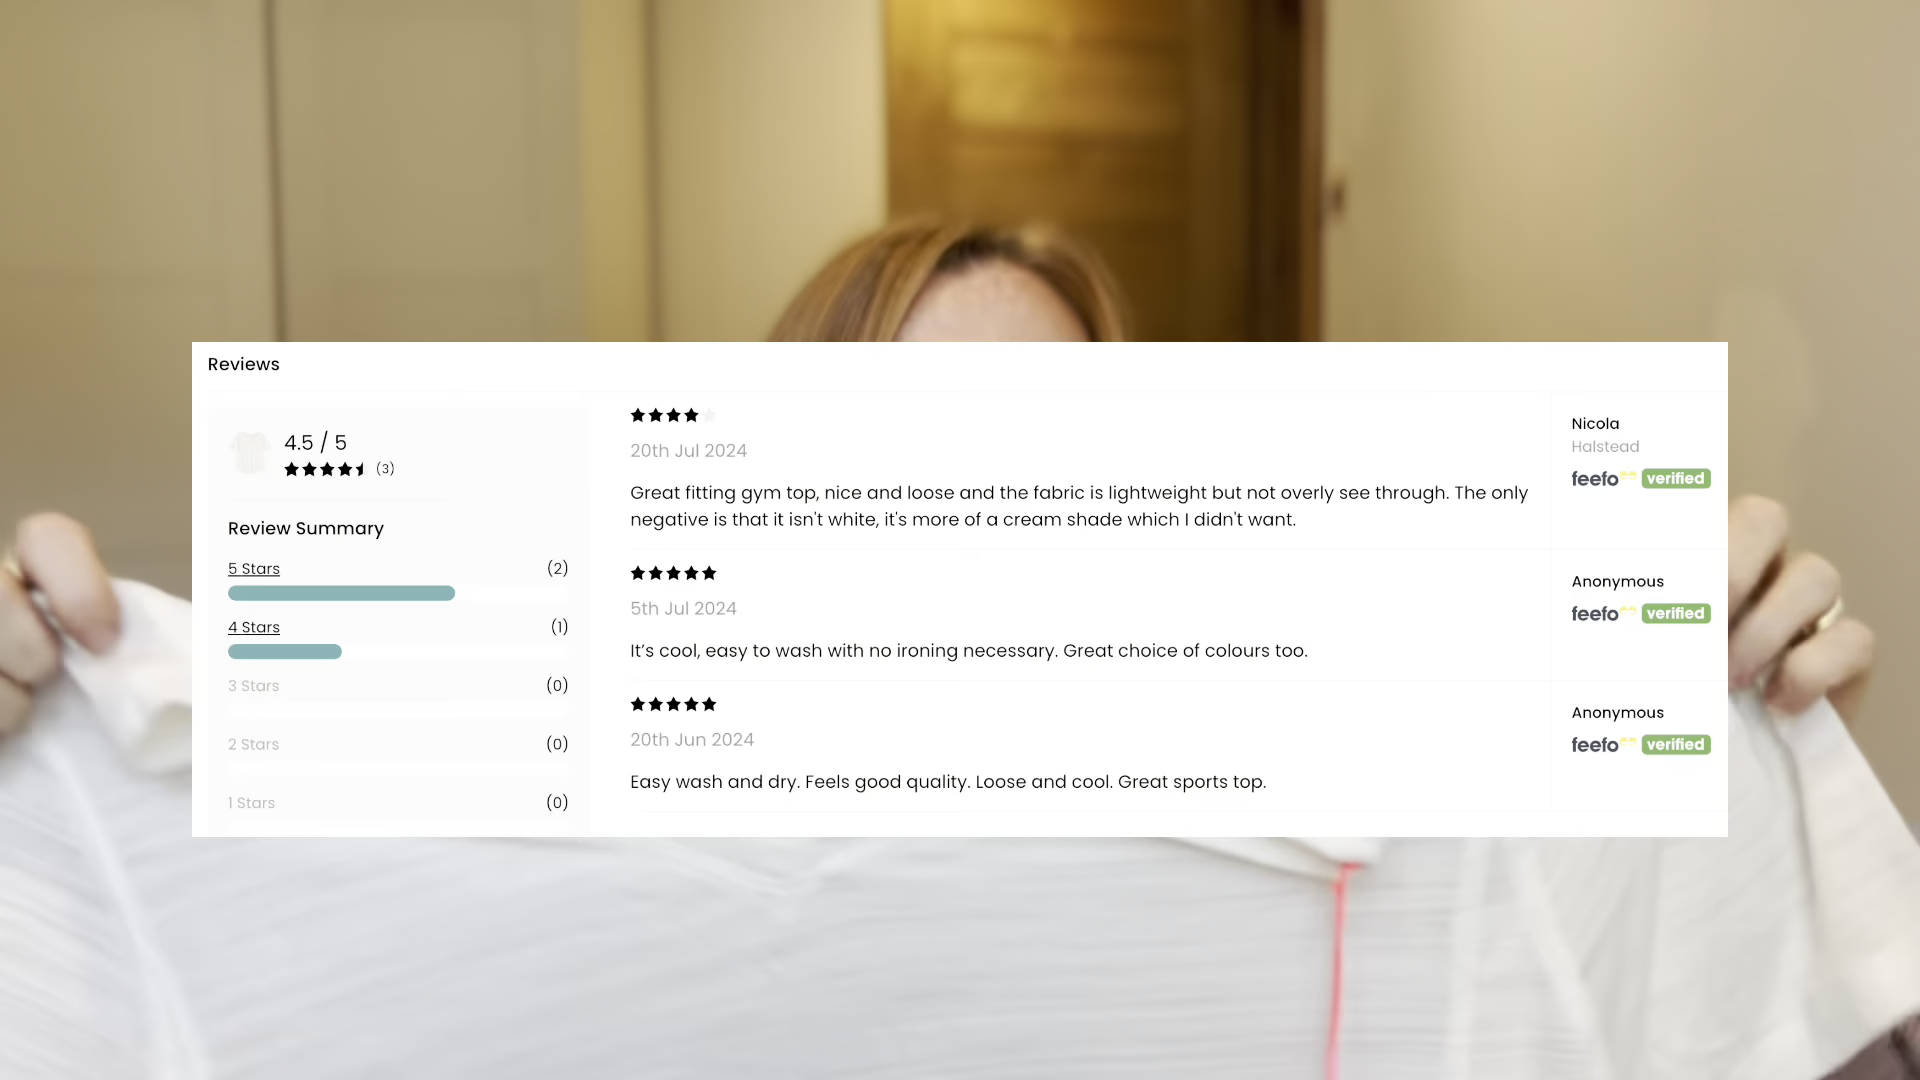 Reviews
4.5 / 5
(3)
Review Summary
5 Stars (2)
4 Stars (1)
3 Stars (0)
2 Stars (0)
1 Stars (0)
20th Jul 2024
Great fitting gym top, nice and loose and the fabric is lightweight but not overly see through. The only
negative is that it isn't white, it's more of a cream shade which I didn't want.
Nicola
Halstead
feefo verified
5th Jul 2024
It’s cool, easy to wash with no ironing necessary. Great choice of colours too.
Anonymous
feefo verified
20th Jun 2024
Easy wash and dry. Feels good quality. Loose and cool. Great sports top.
Anonymous
feefo verified